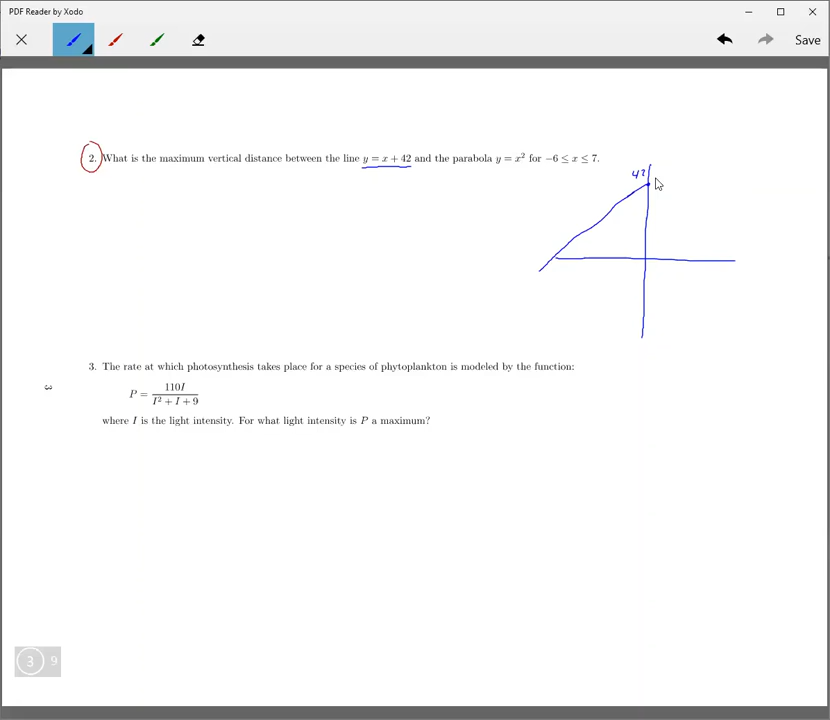 PDF Reader by Xodo
Save
2. What is the maximum vertical distance between the line y = x + 42 and the parabola y = x² for −6 ≤ x ≤ 7.
42
3. The rate at which photosynthesis takes place for a species of phytoplankton is modeled by the function:
P = 110I / I² + I + 9
where I is the light intensity. For what light intensity is P a maximum?
3
3 9